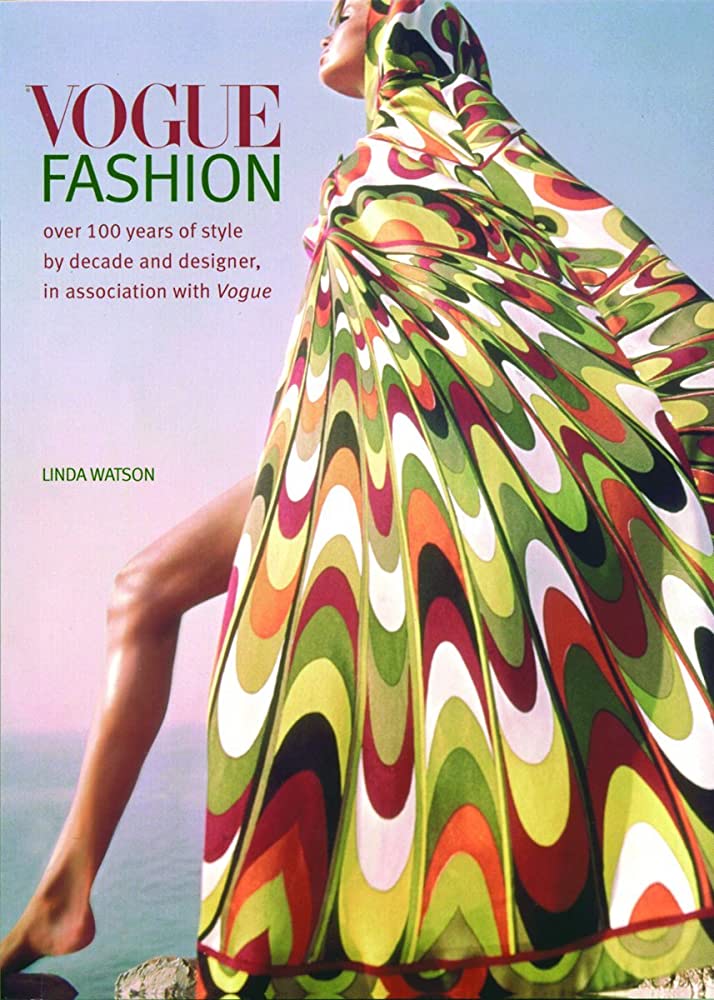 VOGUE
FASHION
over 100 years of style
by decade and designer,
in association with Vogue
LINDA WATSON